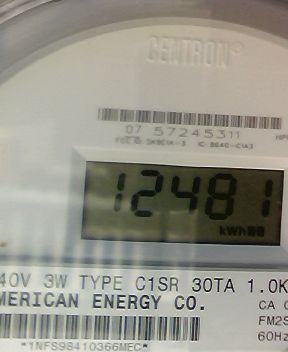 CENTRON®
07 57245311
12481
kWh
40V 3W TYPE C1SR 30TA 1.0K
MERICAN ENERGY CO.
CA
FM2S
60Hz
*1NFS98410366MEC*